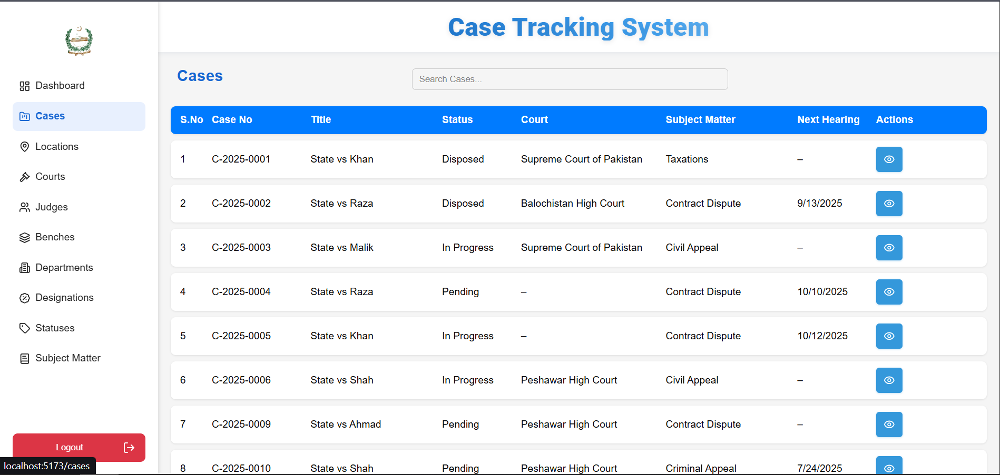 Case Tracking System
Dashboard
Cases
Locations
Courts
Judges
Benches
Departments
Designations
Statuses
Subject Matter
Logout
localhost:5173/cases
Cases
Search Cases...
S.No Case No Title Status Court Subject Matter Next Hearing Actions
1 C-2025-0001 State vs Khan Disposed Supreme Court of Pakistan Taxations –
2 C-2025-0002 State vs Raza Disposed Balochistan High Court Contract Dispute 9/13/2025
3 C-2025-0003 State vs Malik In Progress Supreme Court of Pakistan Civil Appeal –
4 C-2025-0004 State vs Raza Pending – Contract Dispute 10/10/2025
5 C-2025-0005 State vs Khan In Progress – Contract Dispute 10/12/2025
6 C-2025-0006 State vs Shah In Progress Peshawar High Court Civil Appeal –
7 C-2025-0009 State vs Ahmad Pending Peshawar High Court Contract Dispute –
8 C-2025-0010 State vs Shah Pending Peshawar High Court Criminal Appeal 7/24/2025